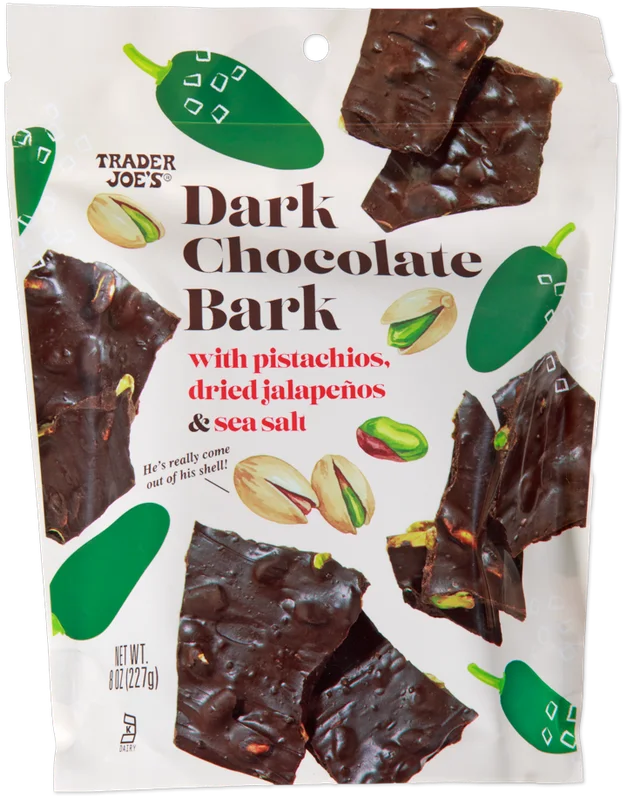 TRADER
JOE'S®
Dark
Chocolate
Bark
with pistachios,
dried jalapeños
& sea salt
He's really come
out of his shell!
NET WT.
8 OZ (227g)
K
DAIRY